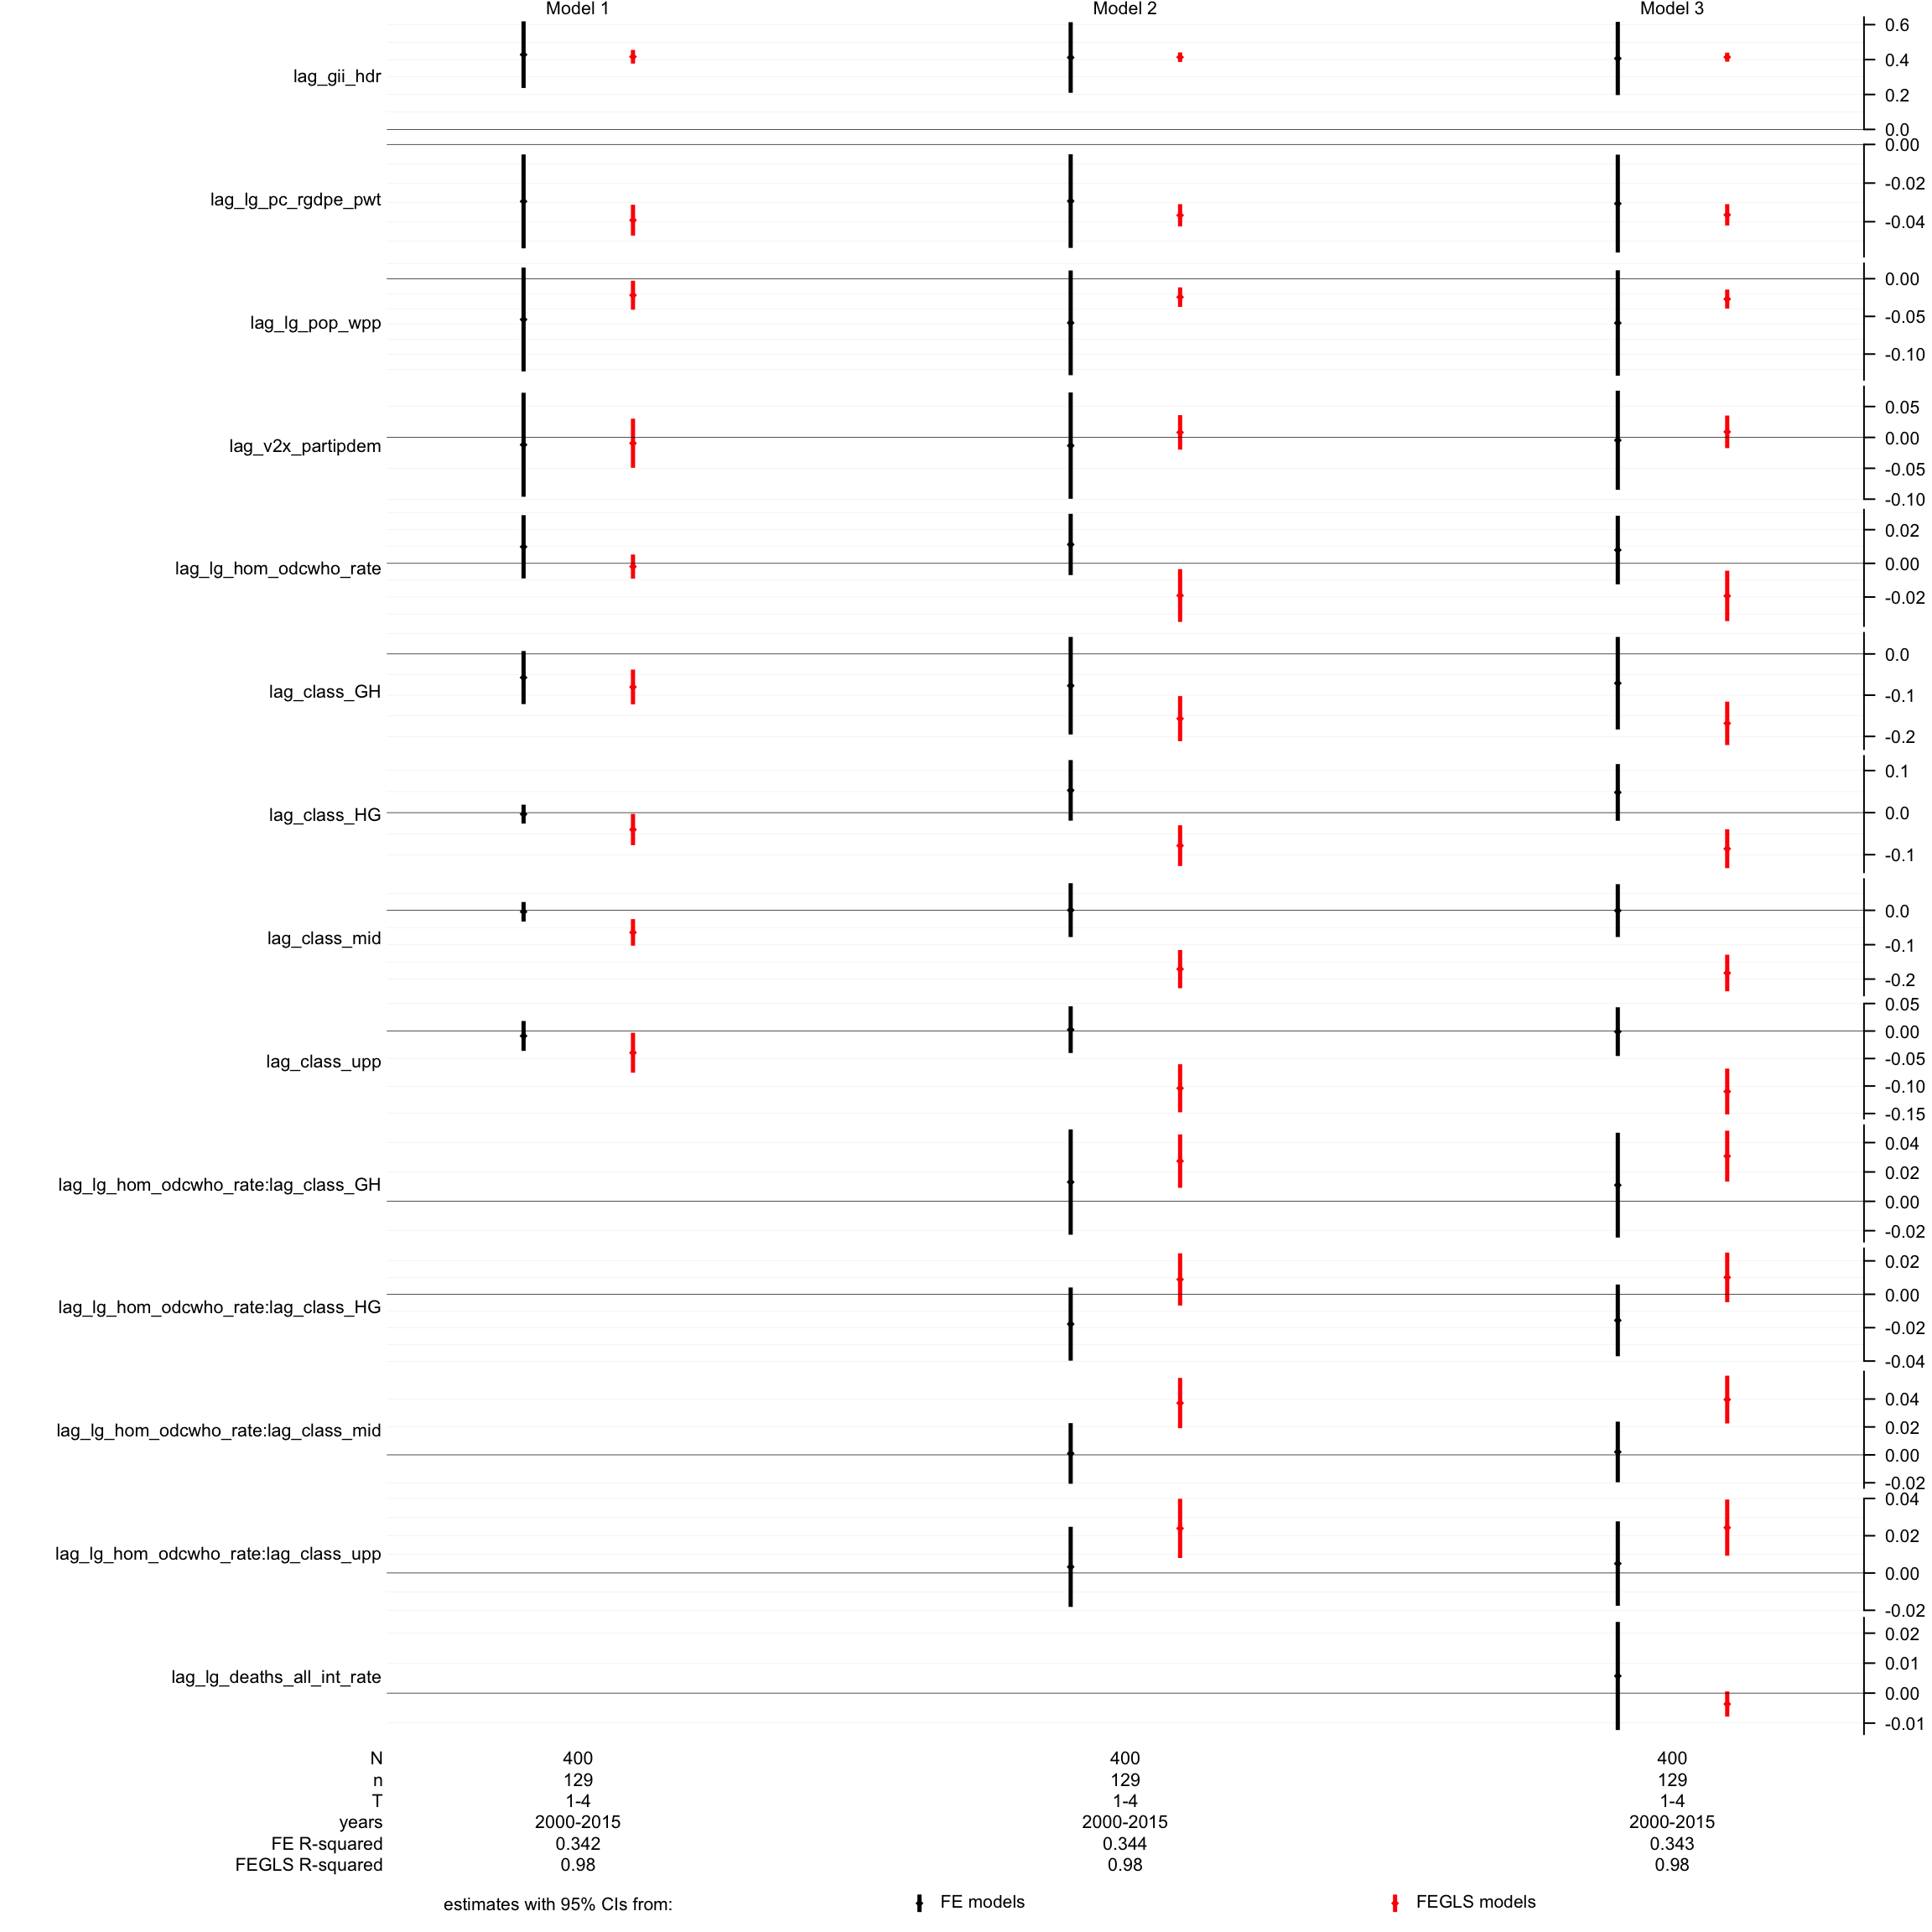 Model 1 Model 2 Model 3
lag_gii_hdr
0.6
0.4
0.2
0.0
lag_lg_pc_rgdpe_pwt
0.00
-0.02
-0.04
lag_lg_pop_wpp
0.00
-0.05
-0.10
lag_v2x_partipdem
0.05
0.00
-0.05
-0.10
lag_lg_hom_odcwho_rate
0.02
0.00
-0.02
lag_class_GH
0.0
-0.1
-0.2
lag_class_HG
0.1
0.0
-0.1
lag_class_mid
0.0
-0.1
-0.2
lag_class_upp
0.05
0.00
-0.05
-0.10
-0.15
lag_lg_hom_odcwho_rate:lag_class_GH
0.04
0.02
0.00
-0.02
lag_lg_hom_odcwho_rate:lag_class_HG
0.02
0.00
-0.02
-0.04
lag_lg_hom_odcwho_rate:lag_class_mid
0.04
0.02
0.00
-0.02
lag_lg_hom_odcwho_rate:lag_class_upp
0.04
0.02
0.00
-0.02
lag_lg_deaths_all_int_rate
0.02
0.01
0.00
-0.01
N 400 400 400
n 129 129 129
T 1-4 1-4 1-4
years 2000-2015 2000-2015 2000-2015
FE R-squared 0.342 0.344 0.343
FEGLS R-squared 0.98 0.98 0.98
estimates with 95% CIs from: FE models FEGLS models